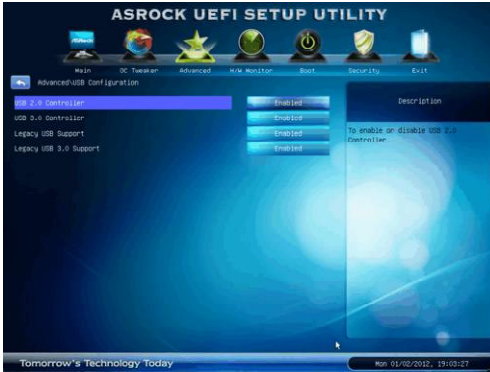 ASROCK UEFI SETUP UTILITY
ASRock
Main
OC Tweaker
Advanced
H/W Monitor
Boot
Security
Exit
Advanced\USB Configuration
USB 2.0 Controller Enabled
USB 3.0 Controller Enabled
Legacy USB Support Enabled
Legacy USB 3.0 Support Enabled
Description
To enable or disable USB 2.0
Controller.
Tomorrow's Technology Today
Mon 01/02/2012, 19:03:27